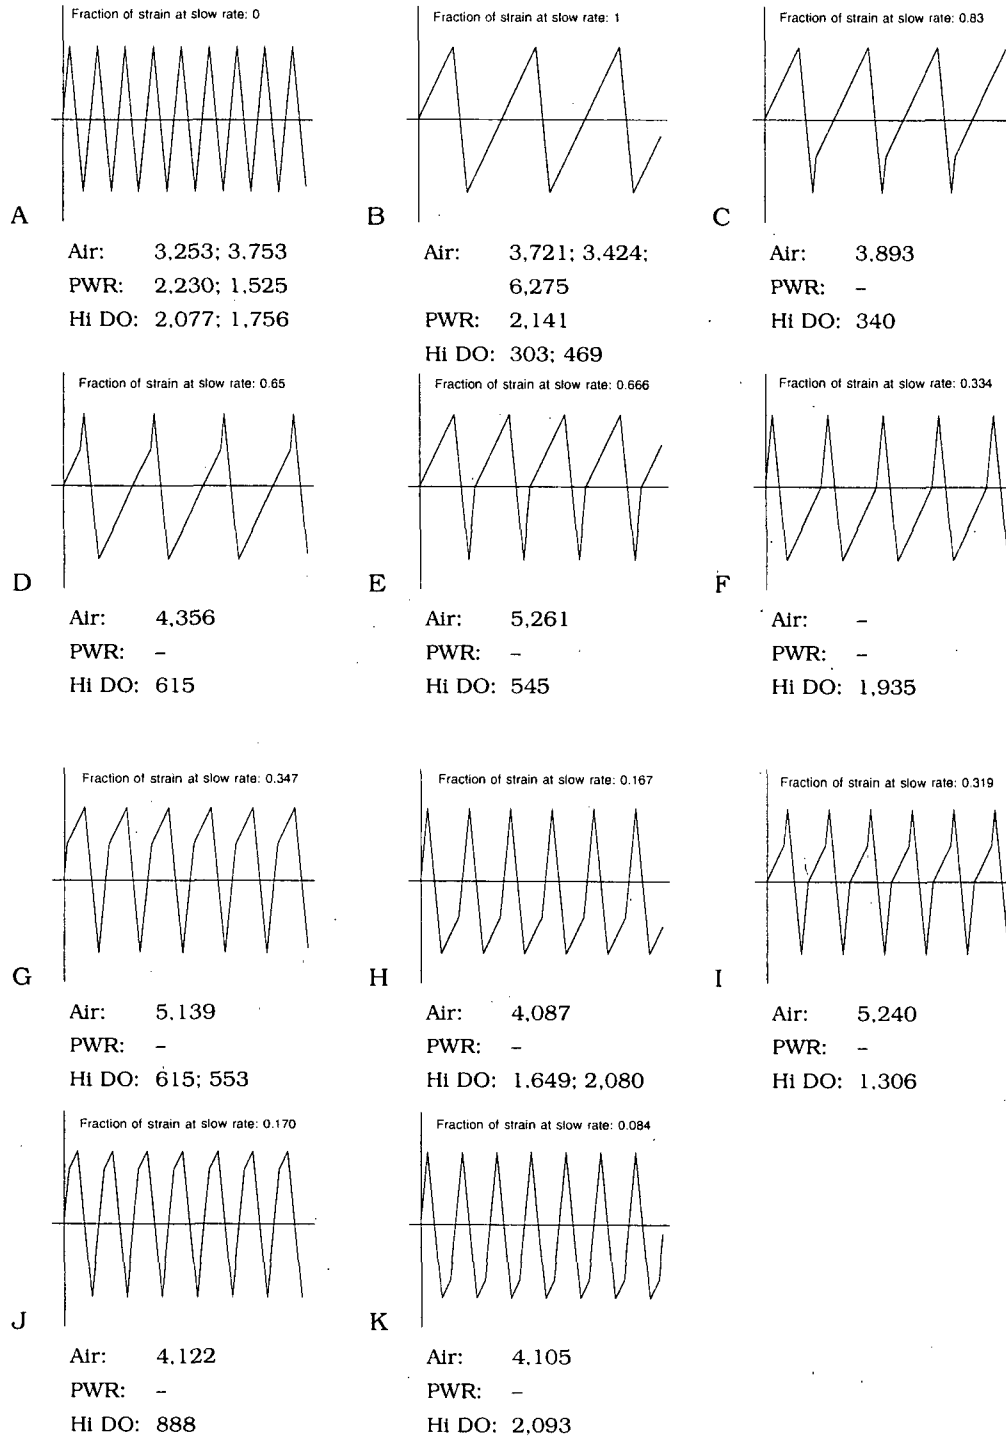 Fraction of strain at slow rate: 0
Fraction of strain at slow rate: 1
Fraction of strain at slow rate: 0.83
A
B
C
Air: 3,253; 3,753
PWR: 2,230; 1,525
Hi DO: 2,077; 1,756
Air: 3,721; 3,424;
6,275
PWR: 2,141
Hi DO: 303; 469
Air: 3,893
PWR: –
Hi DO: 340
Fraction of strain at slow rate: 0.65
Fraction of strain at slow rate: 0.666
Fraction of strain at slow rate: 0.334
D
E
F
Air: 4,356
PWR: –
Hi DO: 615
Air: 5,261
PWR: –
Hi DO: 545
Air: –
PWR: –
Hi DO: 1,935
Fraction of strain at slow rate: 0.347
Fraction of strain at slow rate: 0.167
Fraction of strain at slow rate: 0.319
G
H
I
Air: 5,139
PWR: –
Hi DO: 615; 553
Air: 4,087
PWR: –
Hi DO: 1,649; 2,080
Air: 5,240
PWR: –
Hi DO: 1,306
Fraction of strain at slow rate: 0.170
Fraction of strain at slow rate: 0.084
J
K
Air: 4,122
PWR: –
Hi DO: 888
Air: 4,105
PWR: –
Hi DO: 2,093